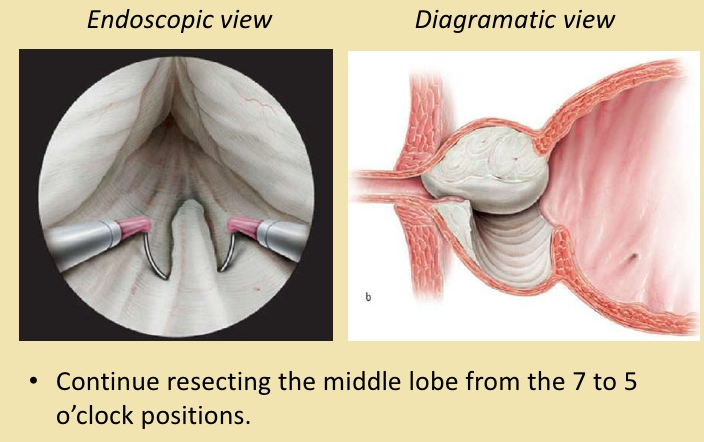 Endoscopic view
Diagramatic view
b
• Continue resecting the middle lobe from the 7 to 5
o’clock positions.